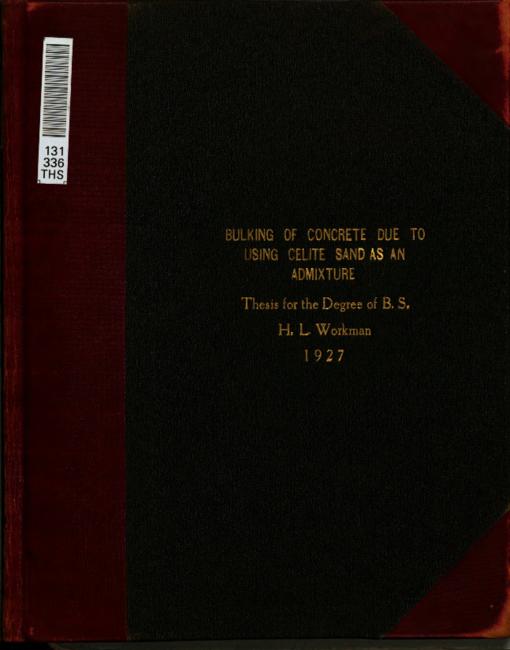 131
336
THS
BULKING OF CONCRETE DUE TO
USING CELITE SAND AS AN
ADMIXTURE
Thesis for the Degree of B. S.
H. L. Workman
1927